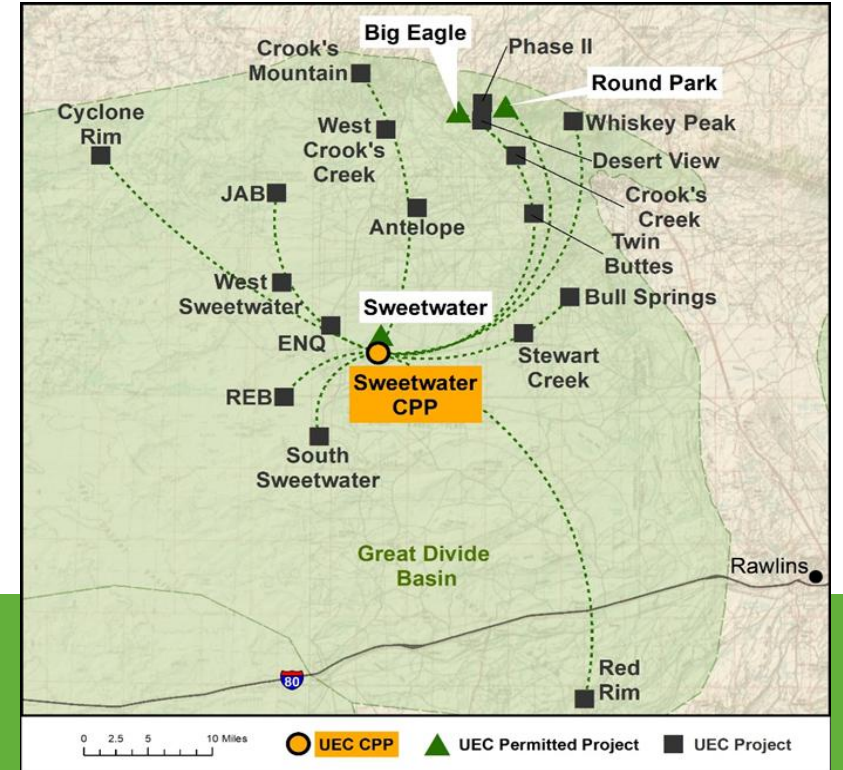 Big Eagle
Crook's
Mountain
Phase II
Round Park
Cyclone
Rim
West
Crook's
Creek
Whiskey Peak
Desert View
JAB
Antelope
Crook's
Creek
Twin
Buttes
West
Sweetwater
Sweetwater
Bull Springs
ENQ
Stewart
Creek
Sweetwater
CPP
REB
South
Sweetwater
Great Divide
Basin
Rawlins
Red
Rim
80
0 2.5 5 10 Miles
UEC CPP
UEC Permitted Project
UEC Project